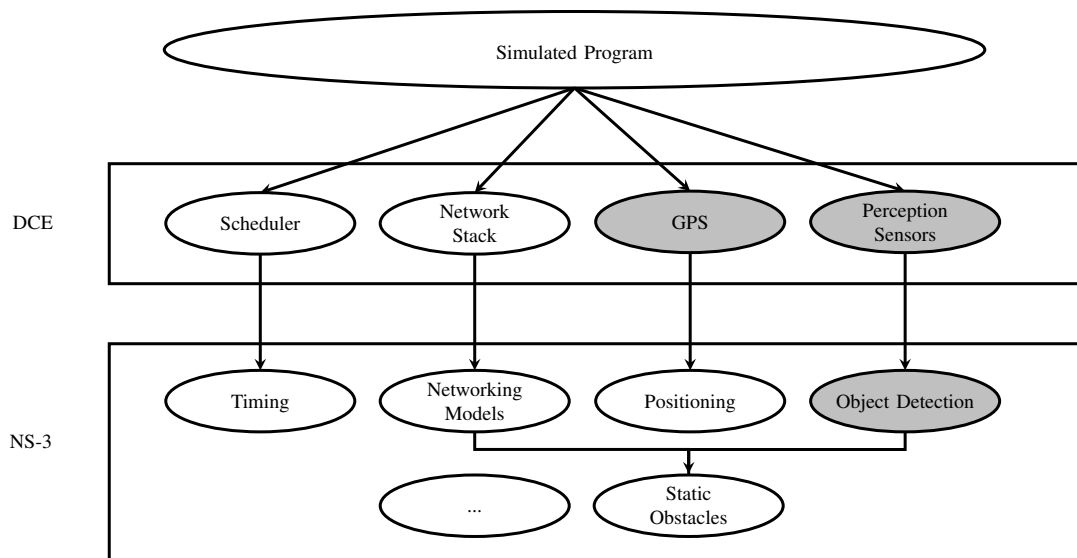 Simulated Program
DCE
Scheduler
Network
Stack
GPS
Perception
Sensors
NS-3
Timing
Networking
Models
Positioning
Object Detection
...
Static
Obstacles